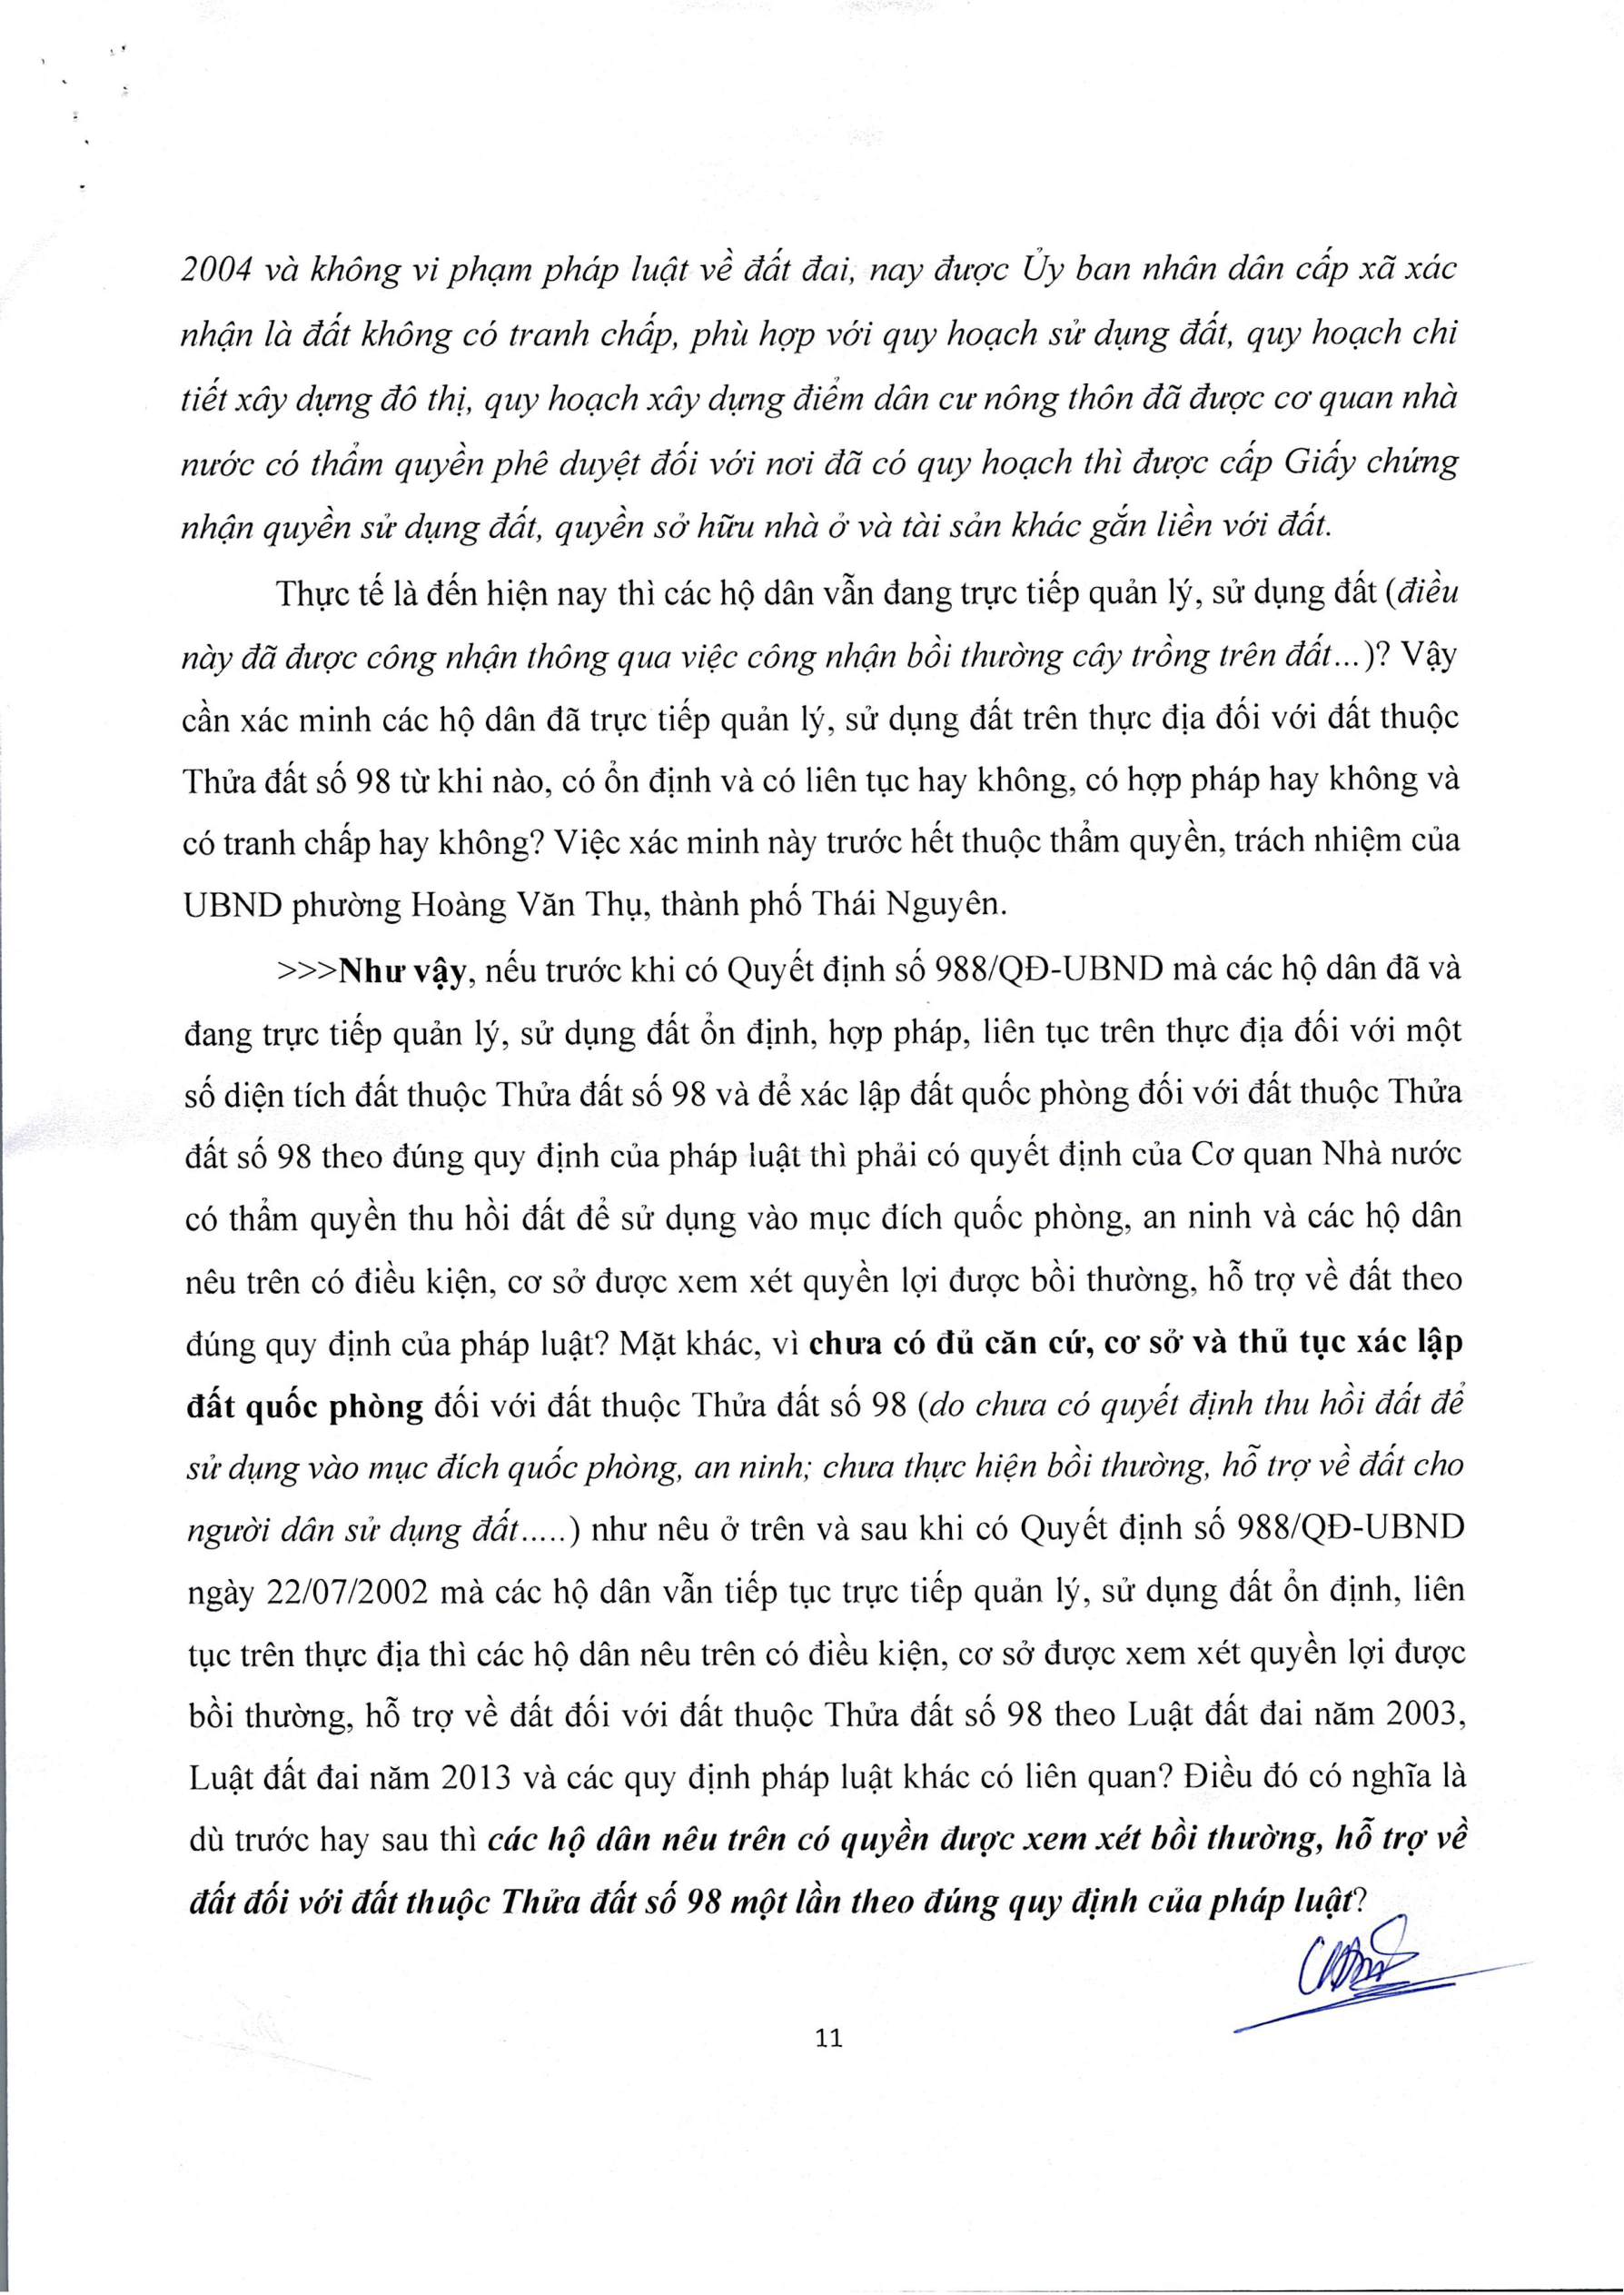 2004 và không vi phạm pháp luật về đất đai, nay được Ủy ban nhân dân cấp xã xác
nhận là đất không có tranh chấp, phù hợp với quy hoạch sử dụng đất, quy hoạch chi
tiết xây dựng đô thị, quy hoạch xây dựng điểm dân cư nông thôn đã được cơ quan nhà
nước có thẩm quyền phê duyệt đối với nơi đã có quy hoạch thì được cấp Giấy chứng
nhận quyền sử dụng đất, quyền sở hữu nhà ở và tài sản khác gắn liền với đất.
Thực tế là đến hiện nay thì các hộ dân vẫn đang trực tiếp quản lý, sử dụng đất (điều
này đã được công nhận thông qua việc công nhận bồi thường cây trồng trên đất...)? Vậy
cần xác minh các hộ dân đã trực tiếp quản lý, sử dụng đất trên thực địa đối với đất thuộc
Thửa đất số 98 từ khi nào, có ổn định và có liên tục hay không, có hợp pháp hay không và
có tranh chấp hay không? Việc xác minh này trước hết thuộc thẩm quyền, trách nhiệm của
UBND phường Hoàng Văn Thụ, thành phố Thái Nguyên.
>>>Như vậy, nếu trước khi có Quyết định số 988/QĐ-UBND mà các hộ dân đã và
đang trực tiếp quản lý, sử dụng đất ổn định, hợp pháp, liên tục trên thực địa đối với một
số diện tích đất thuộc Thửa đất số 98 và để xác lập đất quốc phòng đối với đất thuộc Thửa
đất số 98 theo đúng quy định của pháp luật thì phải có quyết định của Cơ quan Nhà nước
có thẩm quyền thu hồi đất để sử dụng vào mục đích quốc phòng, an ninh và các hộ dân
nêu trên có điều kiện, cơ sở được xem xét quyền lợi được bồi thường, hỗ trợ về đất theo
đúng quy định của pháp luật? Mặt khác, vì chưa có đủ căn cứ, cơ sở và thủ tục xác lập
đất quốc phòng đối với đất thuộc Thửa đất số 98 (do chưa có quyết định thu hồi đất để
sử dụng vào mục đích quốc phòng, an ninh; chưa thực hiện bồi thường, hỗ trợ về đất cho
người dân sử dụng đất.....) như nêu ở trên và sau khi có Quyết định số 988/QĐ-UBND
ngày 22/07/2002 mà các hộ dân vẫn tiếp tục trực tiếp quản lý, sử dụng đất ổn định, liên
tục trên thực địa thì các hộ dân nêu trên có điều kiện, cơ sở được xem xét quyền lợi được
bồi thường, hỗ trợ về đất đối với đất thuộc Thửa đất số 98 theo Luật đất đai năm 2003,
Luật đất đai năm 2013 và các quy định pháp luật khác có liên quan? Điều đó có nghĩa là
dù trước hay sau thì các hộ dân nêu trên có quyền được xem xét bồi thường, hỗ trợ về
đất đối với đất thuộc Thửa đất số 98 một lần theo đúng quy định của pháp luật?
11